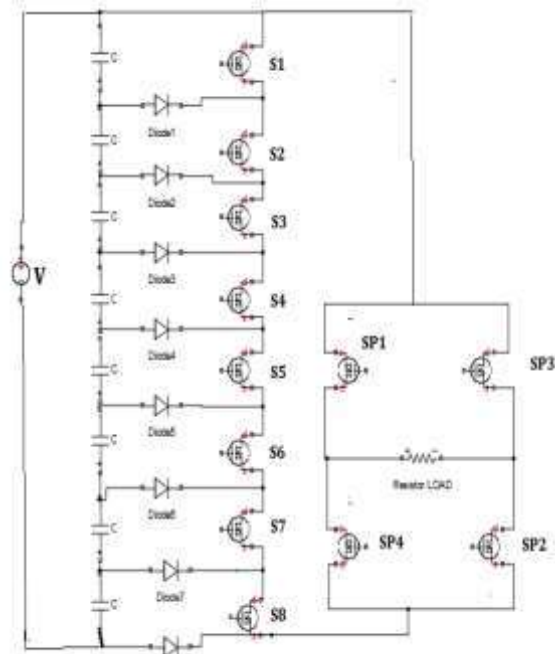 C
S1
Diode1
C
S2
Diode2
C
S3
V
Diode3
C
S4
SP1
Diode4
SP3
C
S5
Diode5
C
S6
Resistor LOAD
Diode6
S7
C
SP4
SP2
Diode7
C
S8